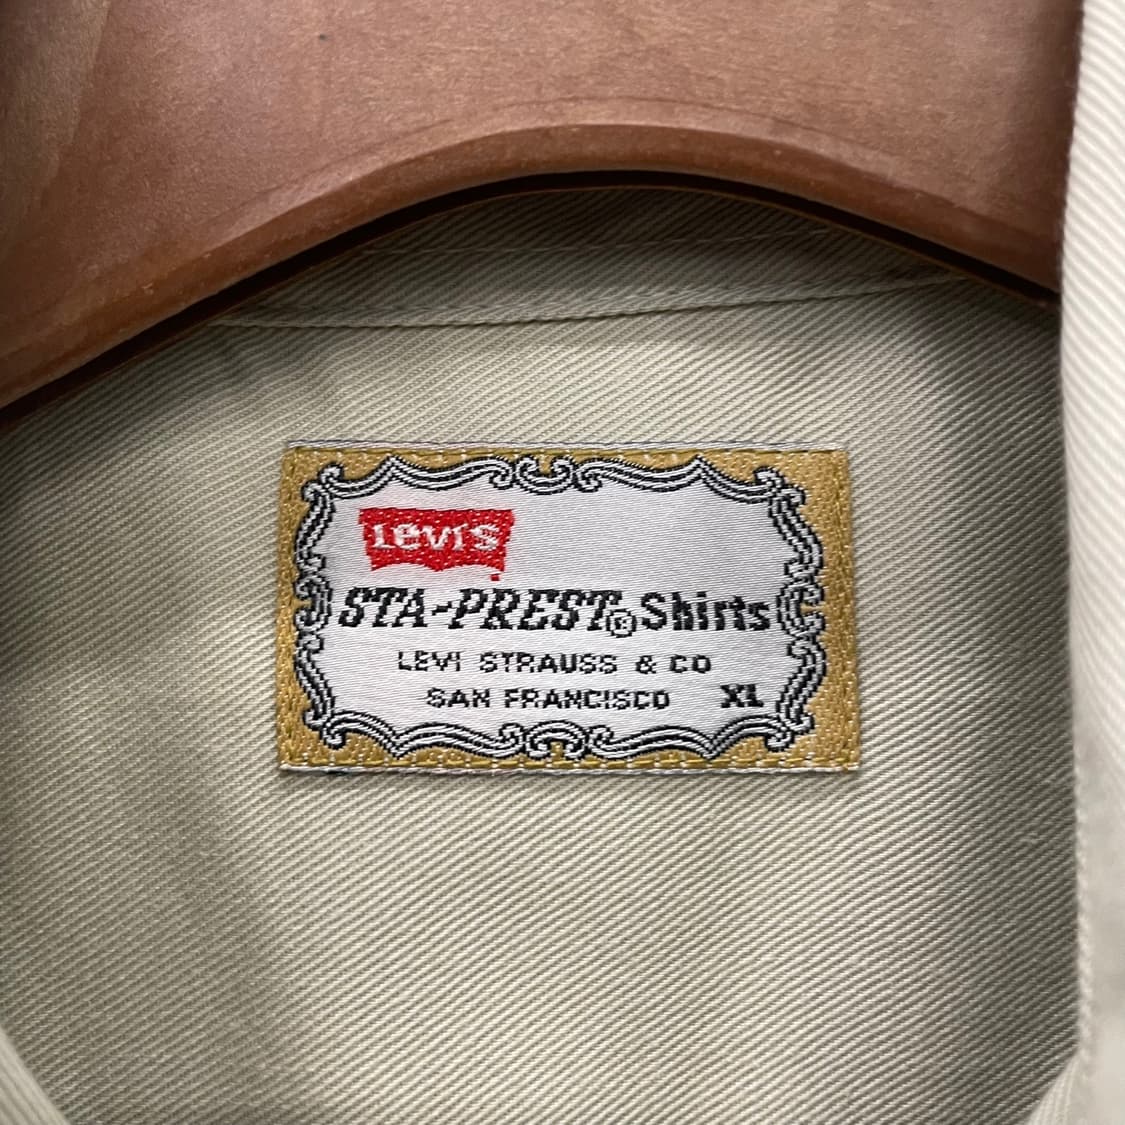 Levi's
STA-PREST® Shirts
LEVI STRAUSS & CO
SAN FRANCISCO XL